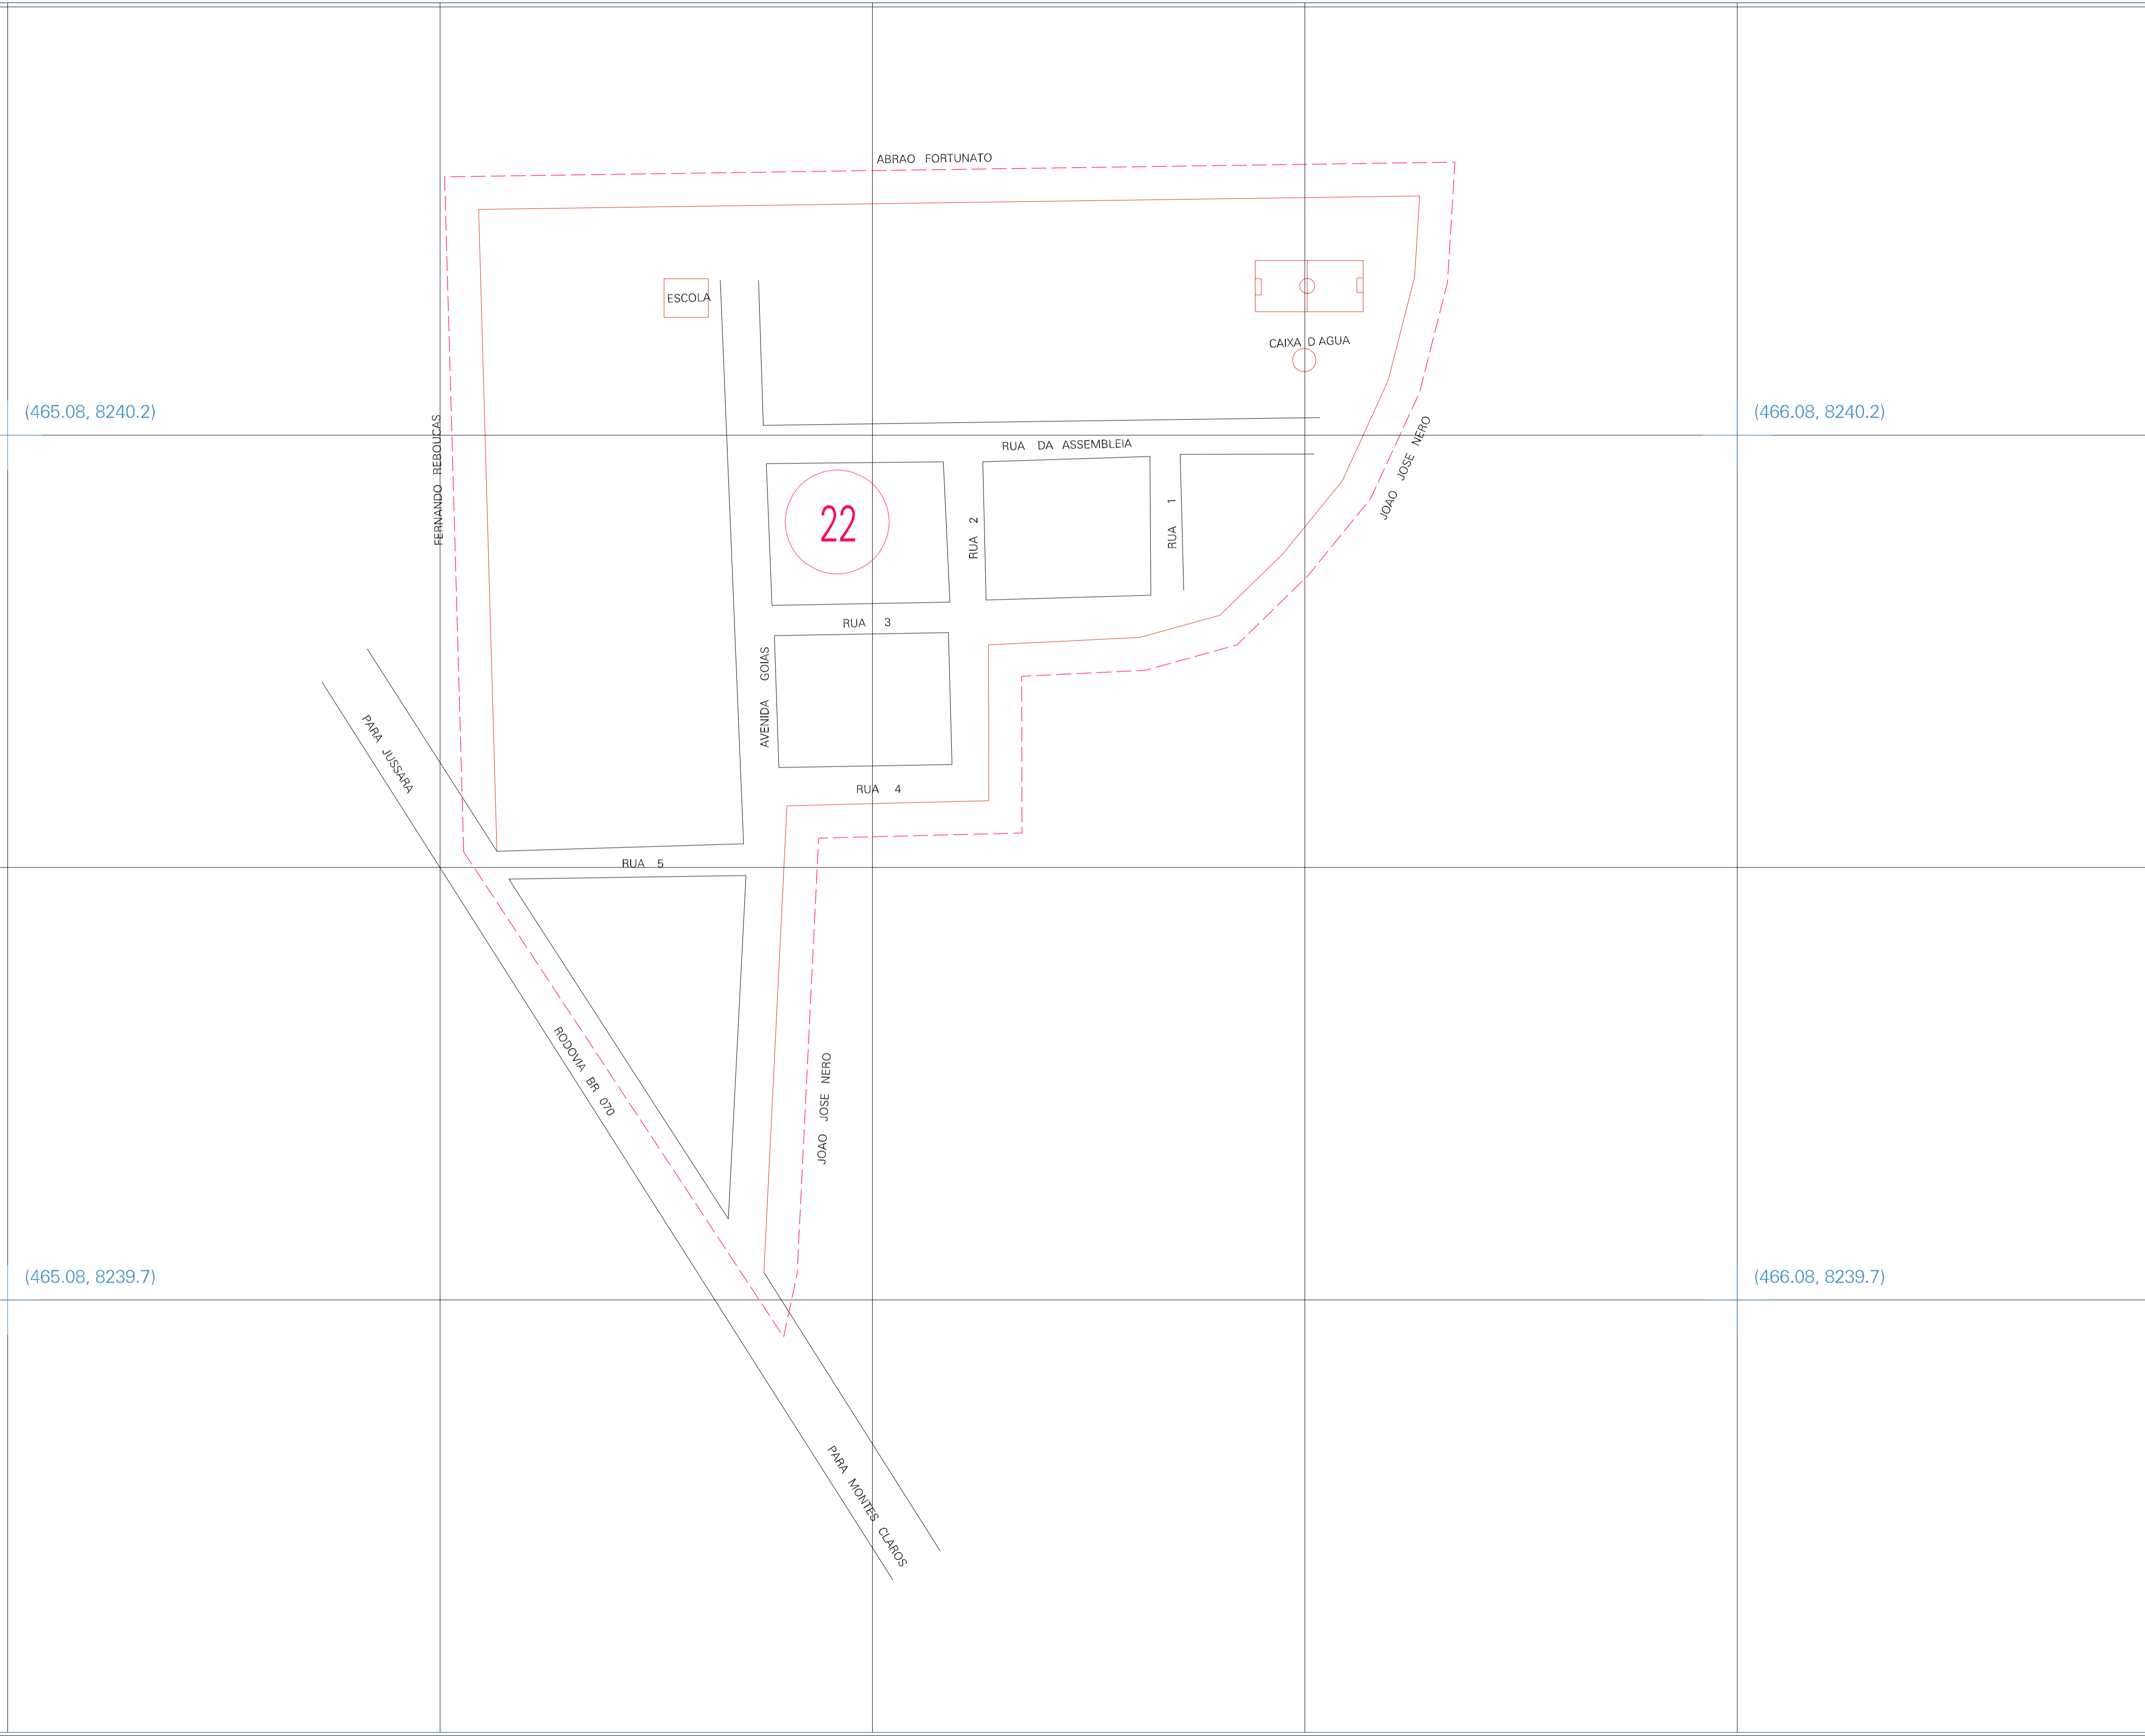 ABRAO FORTUNATO
ESCOLA
CAIXA D AGUA
(465.08, 8240.2)
(466.08, 8240.2)
FERNANDO REBOUCAS
RUA DA ASSEMBLEIA
JOAO JOSE NERO
22
RUA 2
RUA 1
RUA 3
AVENIDA GOIAS
PARA JUSSARA
RUA 4
RUA 5
RODOVIA BR 070
JOAO JOSE NERO
(465.08, 8239.7)
(466.08, 8239.7)
PARA MONTES CLAROS